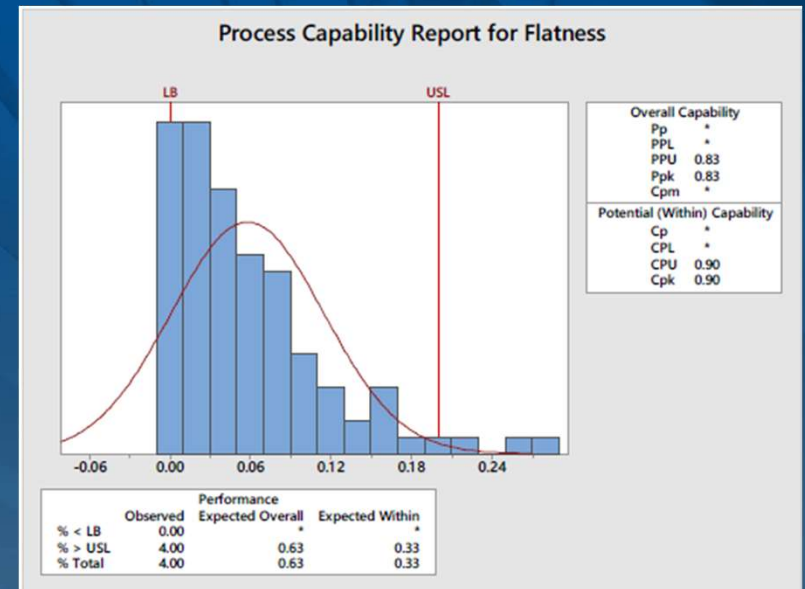 Process Capability Report for Flatness
LB USL
Overall Capability
Pp *
PPL *
PPU 0.83
Ppk 0.83
Cpm *
Potential (Within) Capability
Cp *
CPL *
CPU 0.90
Cpk 0.90
-0.06 0.00 0.06 0.12 0.18 0.24
Performance
Observed Expected Overall Expected Within
% < LB 0.00 * *
% > USL 4.00 0.63 0.33
% Total 4.00 0.63 0.33